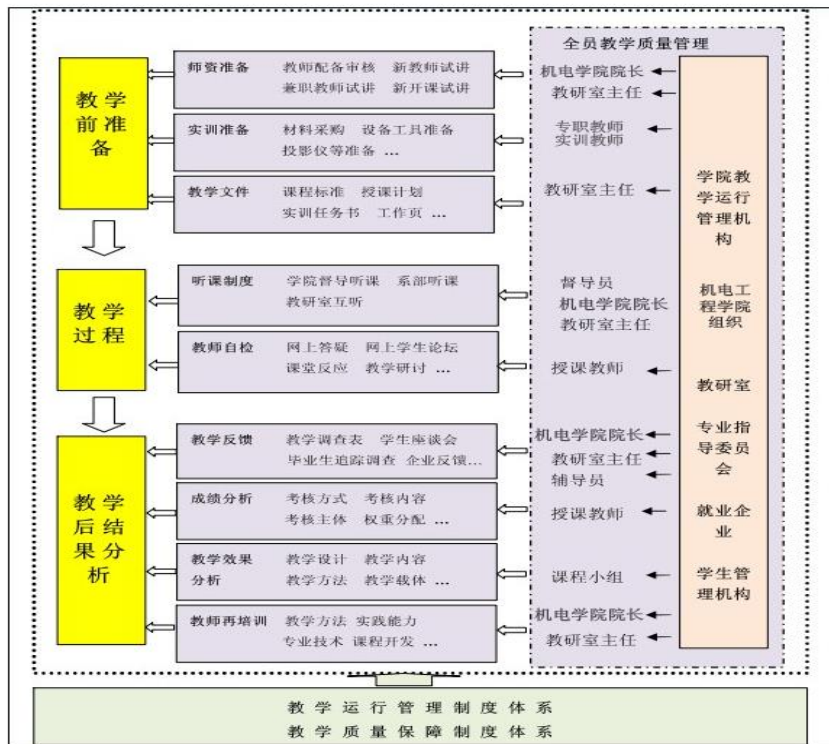 全员教学质量管理
教 学
前 准
备
师资准备 教师配备审核 新教师试讲
兼职教师试讲 新开课试讲
机电学院院长
教研室主任
实训准备 材料采购 设备工具准备
投影仪等准备 ...
专职教师
实训教师
教学文件 课程标准 授课计划
实训任务书 工作页 ...
教研室主任
教 学
过 程
听课制度 学院督导听课 系部听课
教研室互听
督导员
机电学院院长
教研室主任
教师自检 网上答疑 网上学生论坛
课堂反应 教学研讨 ...
授课教师
教 学
后 结
果 分
析
教学反馈 教学调查表 学生座谈会
毕业生追踪调查 企业反馈...
机电学院院长
教研室主任
辅导员
成绩分析 考核方式 考核内容
考核主体 权重分配 ...
授课教师
教学效果 教学设计 教学内容
分析 教学方法 教学载体 ...
课程小组
教师再培训 教学方法 实践能力
专业技术 课程开发 ...
机电学院院长
教研室主任
学院教
学运行
管理机
构
机电工
程学院
组织
教研室
专业指
导委员
会
就业企
业
学生管
理机构
教 学 运 行 管 理 制 度 体 系
教 学 质 量 保 障 制 度 体 系